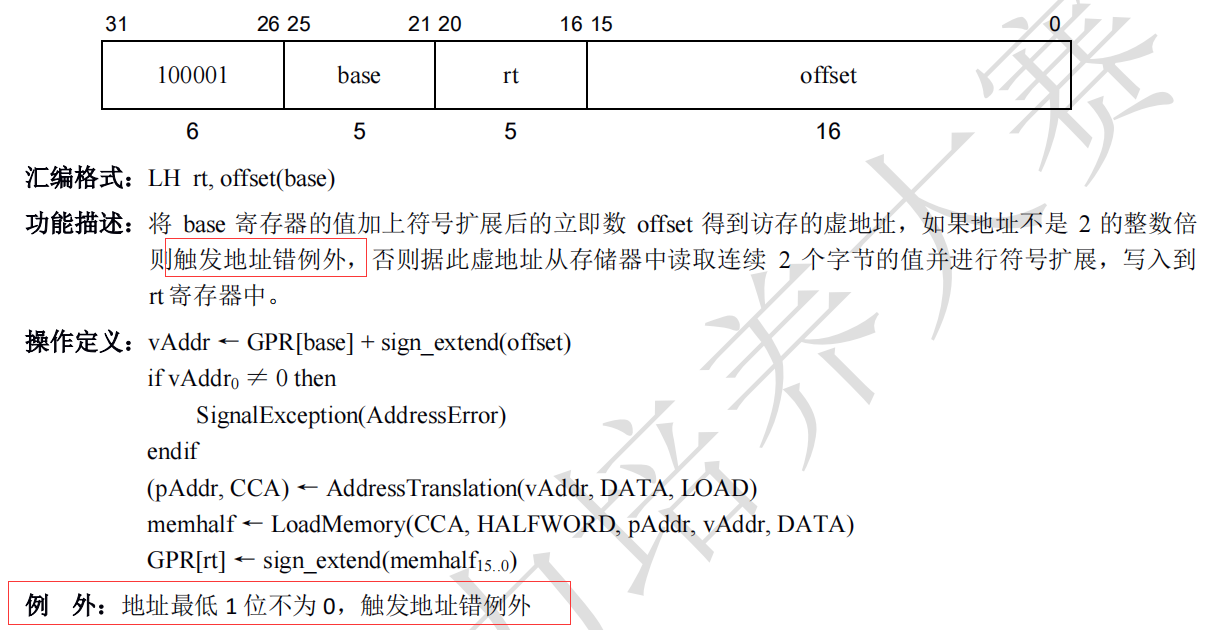 31 26 25 21 20 16 15 0
100001 base rt offset
6 5 5 16
汇编格式：LH rt, offset(base)
功能描述：将 base 寄存器的值加上符号扩展后的立即数 offset 得到访存的虚地址，如果地址不是 2 的整数倍
则触发地址错例外，否则据此虚地址从存储器中读取连续 2 个字节的值并进行符号扩展，写入到
rt 寄存器中。
操作定义：vAddr ← GPR[base] + sign_extend(offset)
if vAddr0 ≠ 0 then
SignalException(AddressError)
endif
(pAddr, CCA) ← AddressTranslation(vAddr, DATA, LOAD)
memhalf ← LoadMemory(CCA, HALFWORD, pAddr, vAddr, DATA)
GPR[rt] ← sign_extend(memhalf15..0)
例 外：地址最低 1 位不为 0，触发地址错例外
力培养大赛